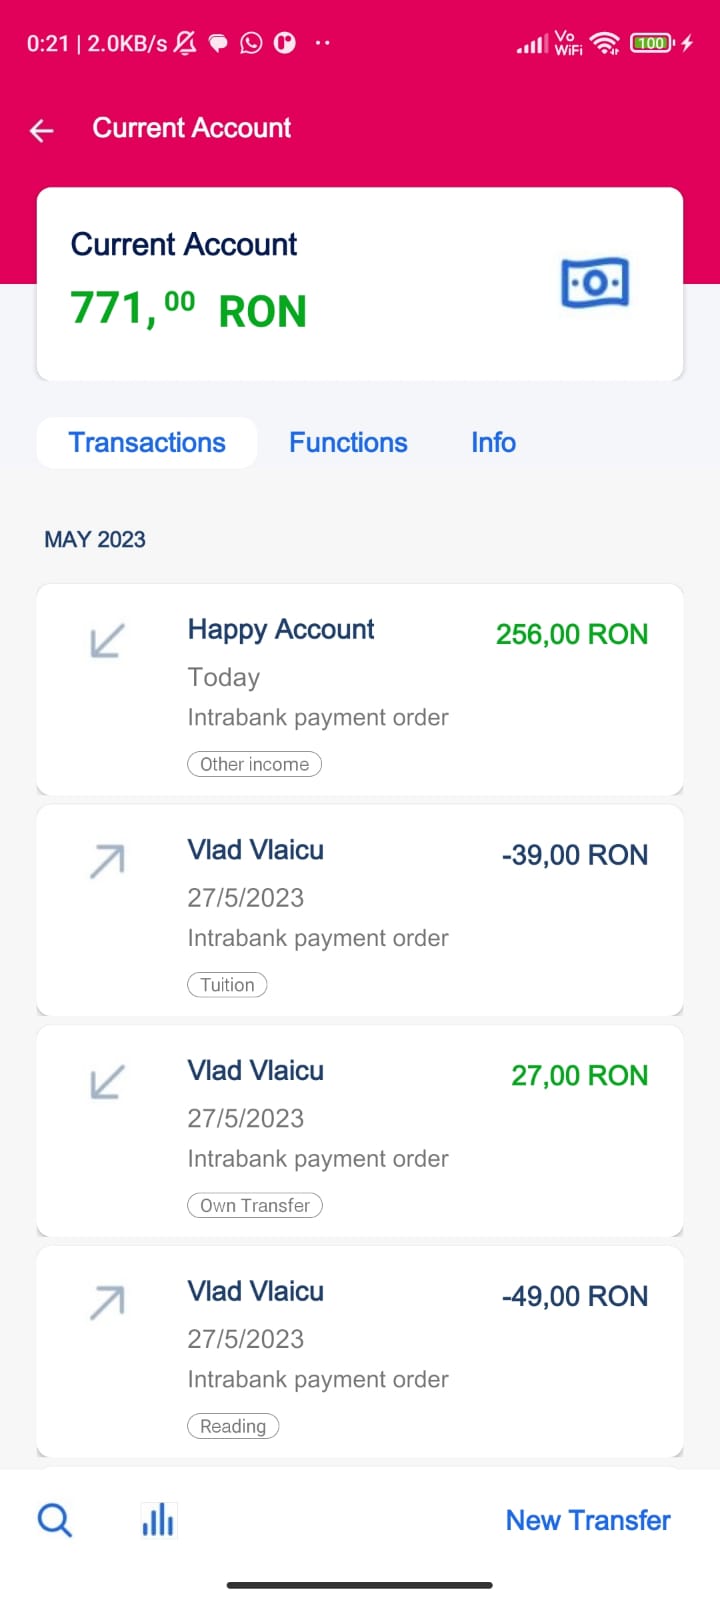 0:21 | 2.0KB/s Vo WiFi 100
Current Account
Current Account
771,00 RON
Transactions Functions Info
MAY 2023
Happy Account 256,00 RON
Today
Intrabank payment order
Other income
Vlad Vlaicu -39,00 RON
27/5/2023
Intrabank payment order
Tuition
Vlad Vlaicu 27,00 RON
27/5/2023
Intrabank payment order
Own Transfer
Vlad Vlaicu -49,00 RON
27/5/2023
Intrabank payment order
Reading
New Transfer